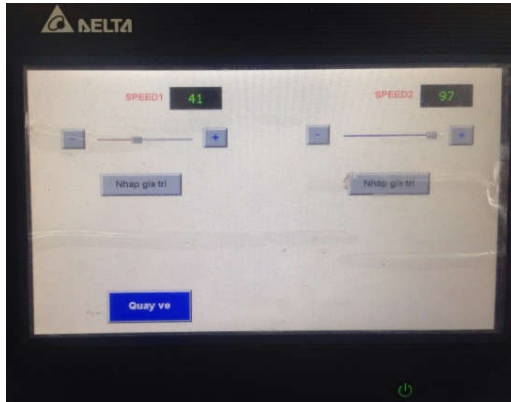 DELTA
SPEED1 41
SPEED2 97
- +
- +
Nhap gia tri
Nhap gia tri
Quay ve